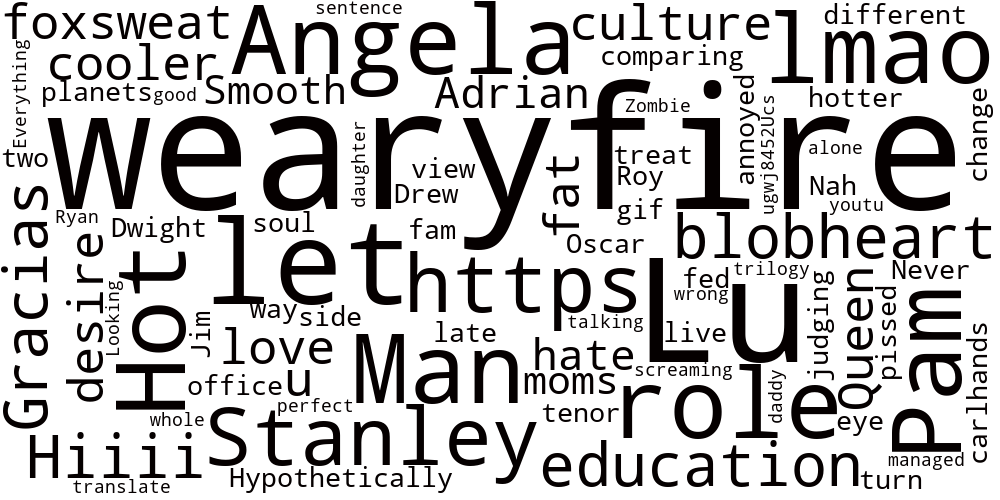 sentence
foxsweat
Angela
culture
different
lmao
cooler
comparing
planets
good
Smooth
Adrian
Zombie
hotter
Everything
annoyed
ugwj8452Ucs
change
wearyfire
two
daughter
view
Drew
fat
treat
Roy
alone
Nah
youtu
gif
Ryan
Dwight
soul
fam
Oscar
blobheart
Gracias
desire
Looking
Hot
let
https
Lu
fed
trilogy
Never
wrong
way
side
Jim
talking
late
live
judging
Queen
pissed
Pam
carlhands
love
Man
hate
office
u
moms
screaming
role
daddy
whole
perfect
tenor
eye
Stanley
Hiiii
translate
Hypothetically
education
managed
turn